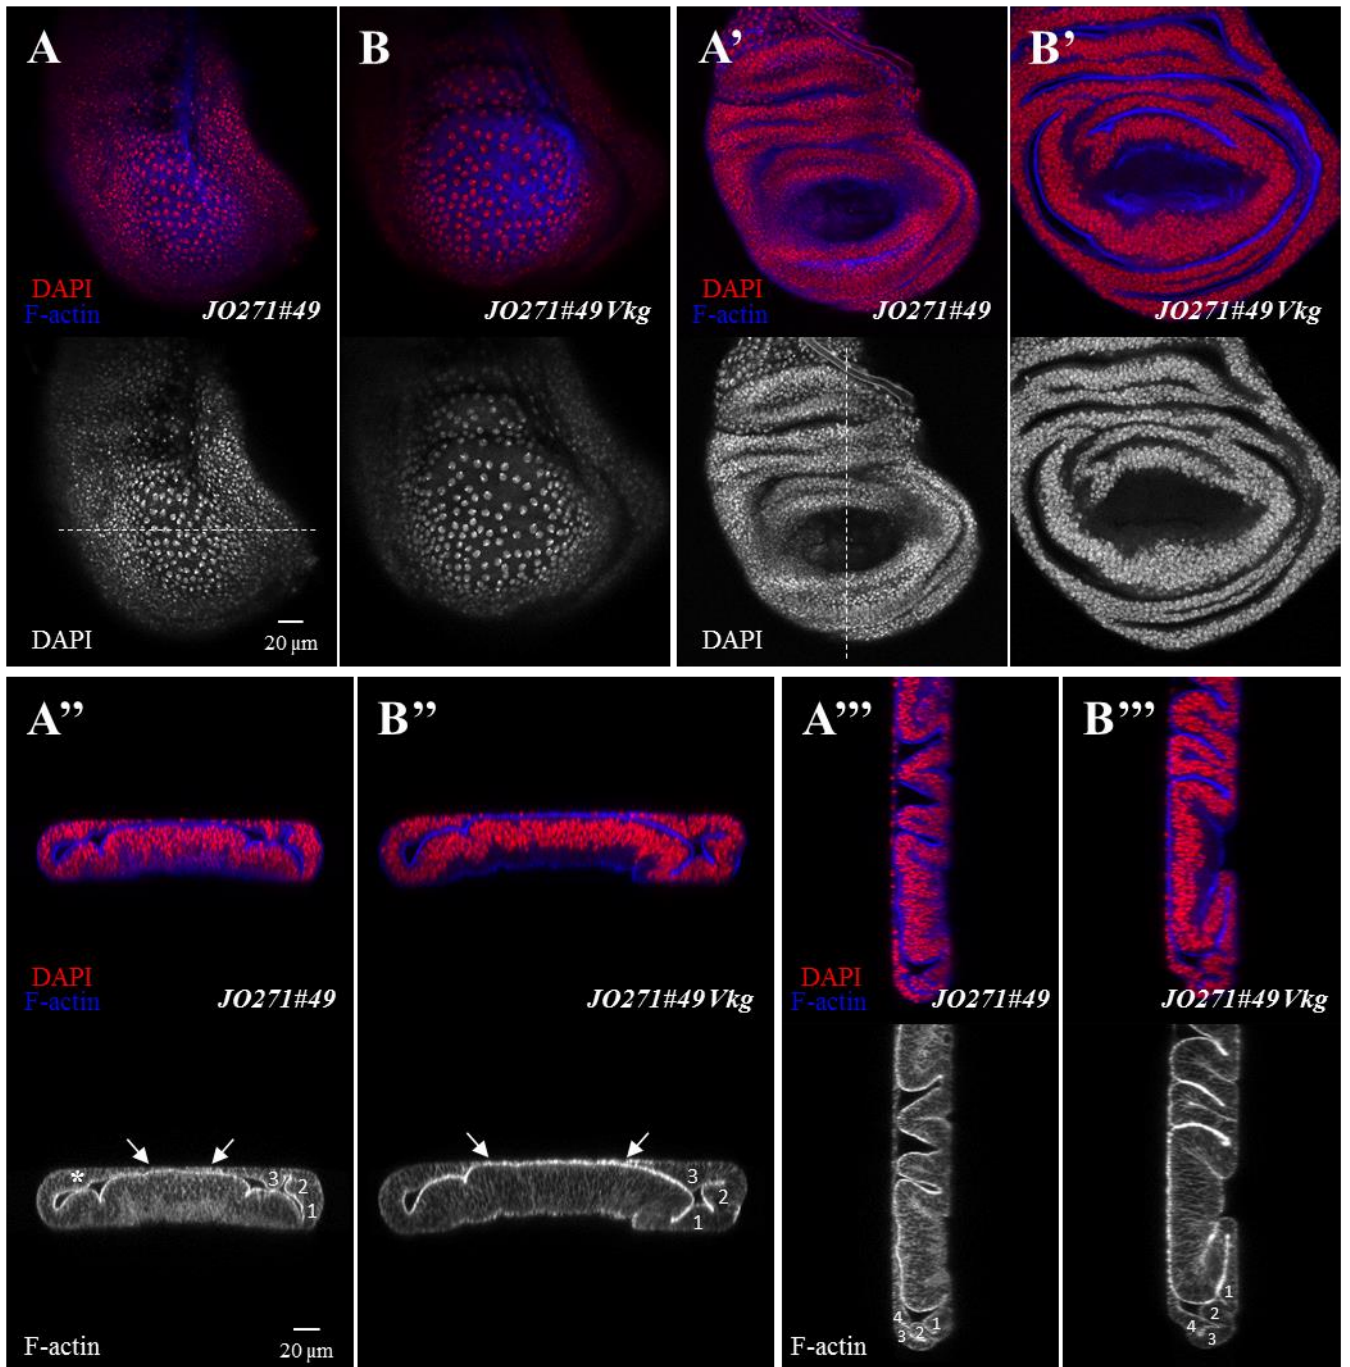 A
DAPI
F-actin
JO271#49
B
JO271#49 Vkg
A’
DAPI
F-actin
JO271#49
B’
JO271#49 Vkg
DAPI
20 µm
DAPI
A’’
DAPI
F-actin
JO271#49
B’’
JO271#49 Vkg
A’’’
DAPI
F-actin
JO271#49
B’’’
JO271#49 Vkg
*
3
2
1
F-actin
20 µm
3
2
1
F-actin
4
3
2
1
1
2
4
3